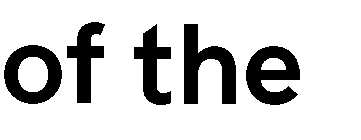 of the